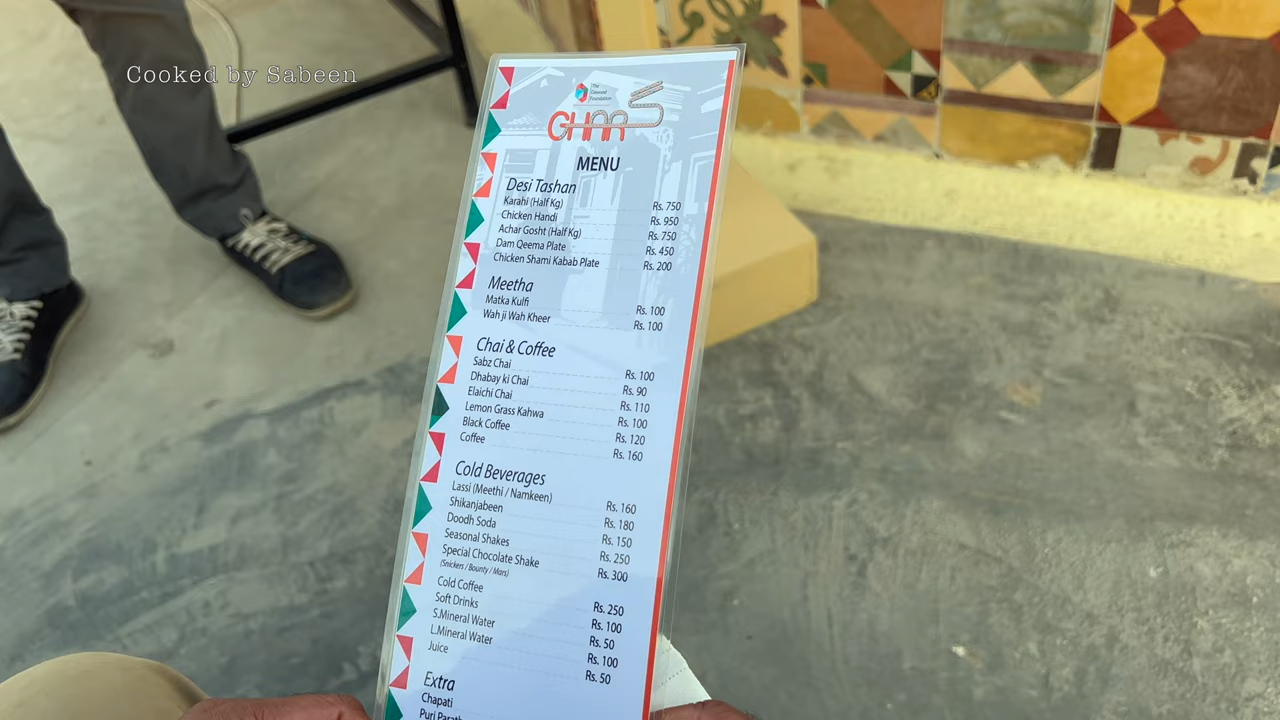 Cooked by Sabeen
The
Dawood
Foundation
GHAAS
MENU
Desi Tashan
Karahi (Half Kg) Rs. 750
Chicken Handi Rs. 950
Achar Gosht (Half Kg) Rs. 750
Dam Qeema Plate Rs. 450
Chicken Shami Kabab Plate Rs. 200
Meetha
Matka Kulfi Rs. 100
Wah ji Wah Kheer Rs. 100
Chai & Coffee
Sabz Chai Rs. 100
Dhabay ki Chai Rs. 90
Elaichi Chai Rs. 110
Lemon Grass Kahwa Rs. 100
Black Coffee Rs. 120
Coffee Rs. 160
Cold Beverages
Lassi (Meethi / Namkeen) Rs. 160
Shikanjabeen Rs. 180
Doodh Soda Rs. 150
Seasonal Shakes Rs. 250
Special Chocolate Shake Rs. 300
(Snickers / Bounty / Mars)
Cold Coffee Rs. 250
Soft Drinks Rs. 100
S.Mineral Water Rs. 50
L.Mineral Water Rs. 100
Juice Rs. 50
Extra
Chapati
Puri Parath